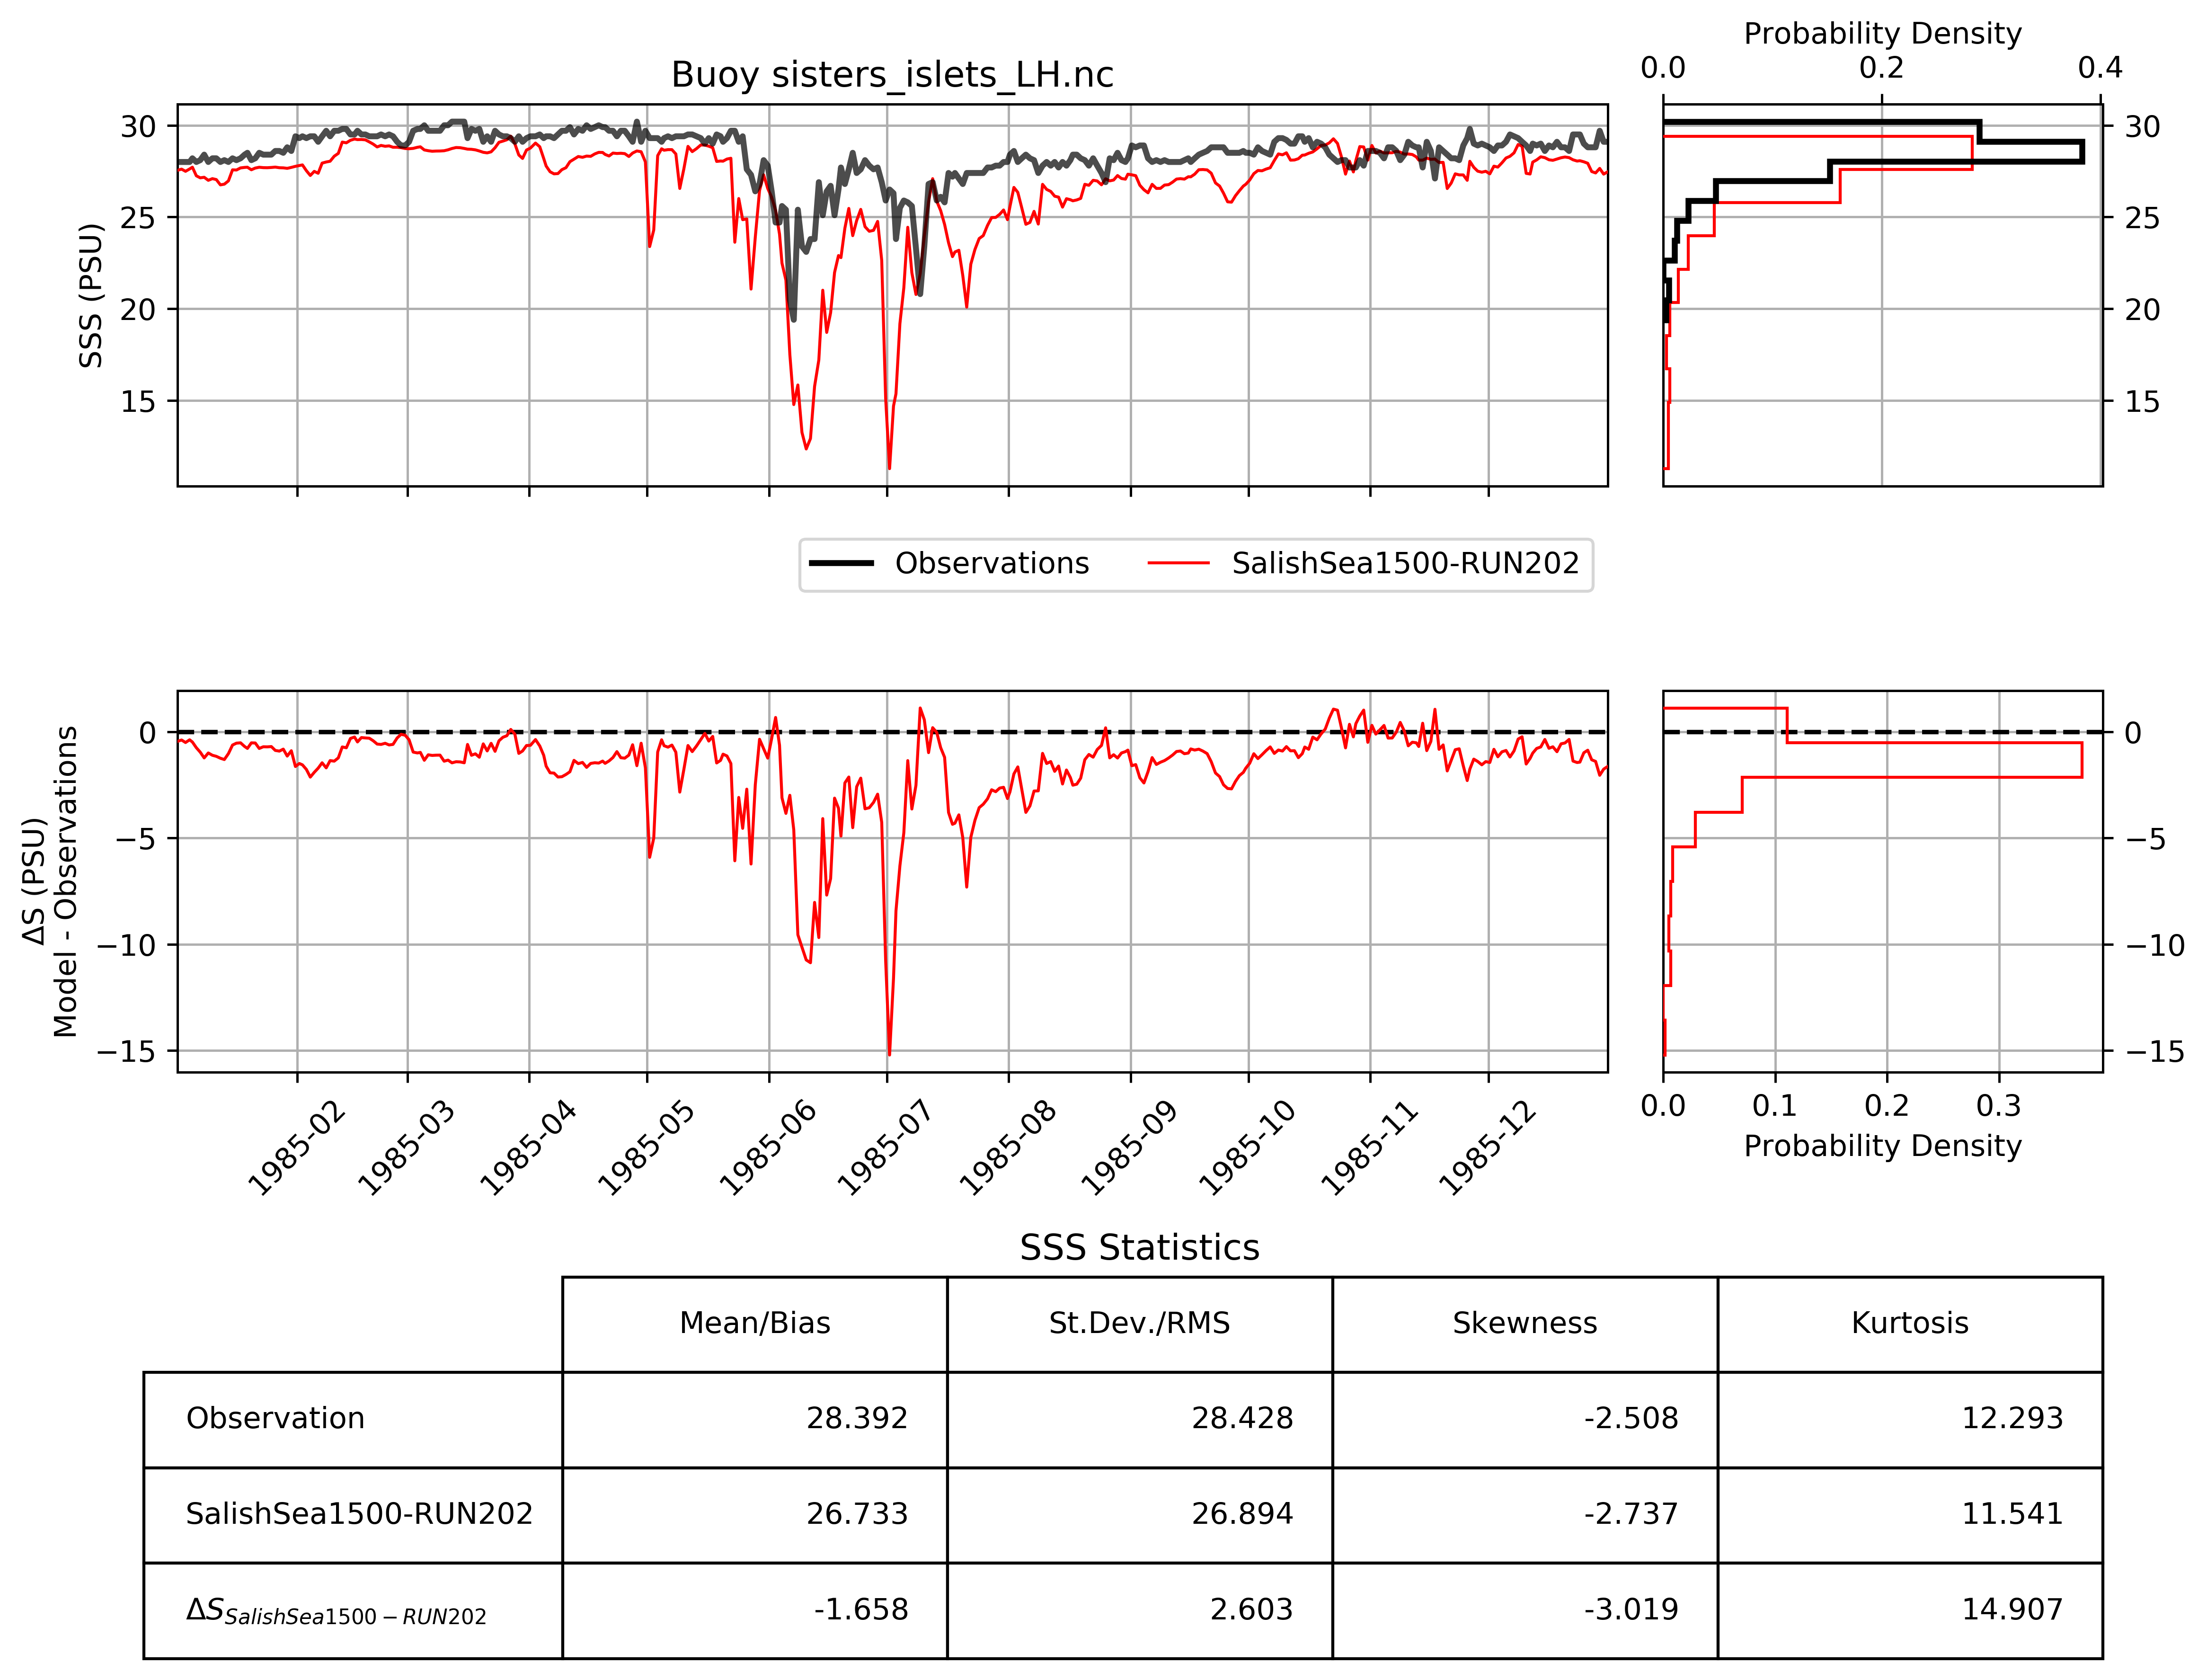 Probability Density
0.0 0.2 0.4
Buoy sisters_islets_LH.nc
30
25
20
15
SSS (PSU)
30
25
20
15
Observations SalishSea1500-RUN202
0
−5
−10
−15
ΔS (PSU)
Model - Observations
0
−5
−10
−15
1985-02 1985-03 1985-04 1985-05 1985-06 1985-07 1985-08 1985-09 1985-10 1985-11 1985-12
0.0 0.1 0.2 0.3
Probability Density
SSS Statistics
Mean/Bias St.Dev./RMS Skewness Kurtosis
Observation 28.392 28.428 -2.508 12.293
SalishSea1500-RUN202 26.733 26.894 -2.737 11.541
ΔS SalishSea1500−RUN202 -1.658 2.603 -3.019 14.907